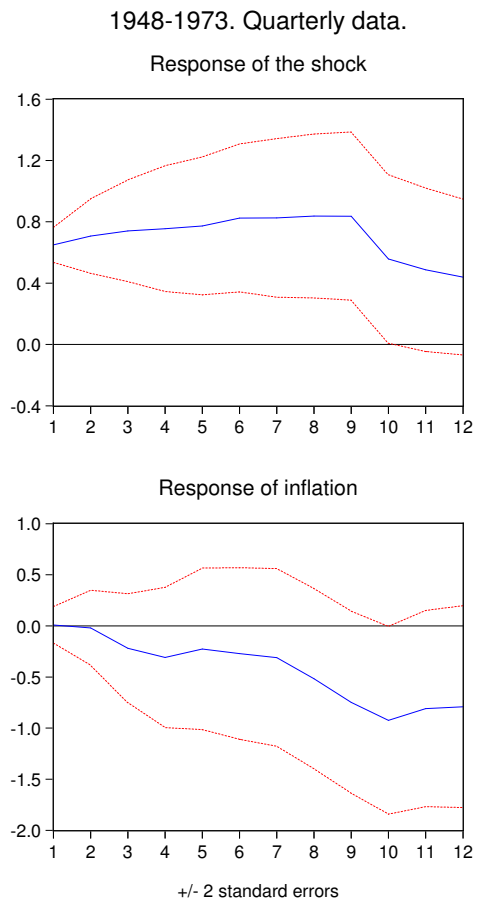 1948-1973. Quarterly data.
Response of the shock
1.6
1.2
0.8
0.4
0.0
-0.4
1 2 3 4 5 6 7 8 9 10 11 12
Response of inflation
1.0
0.5
0.0
-0.5
-1.0
-1.5
-2.0
1 2 3 4 5 6 7 8 9 10 11 12
+/- 2 standard errors